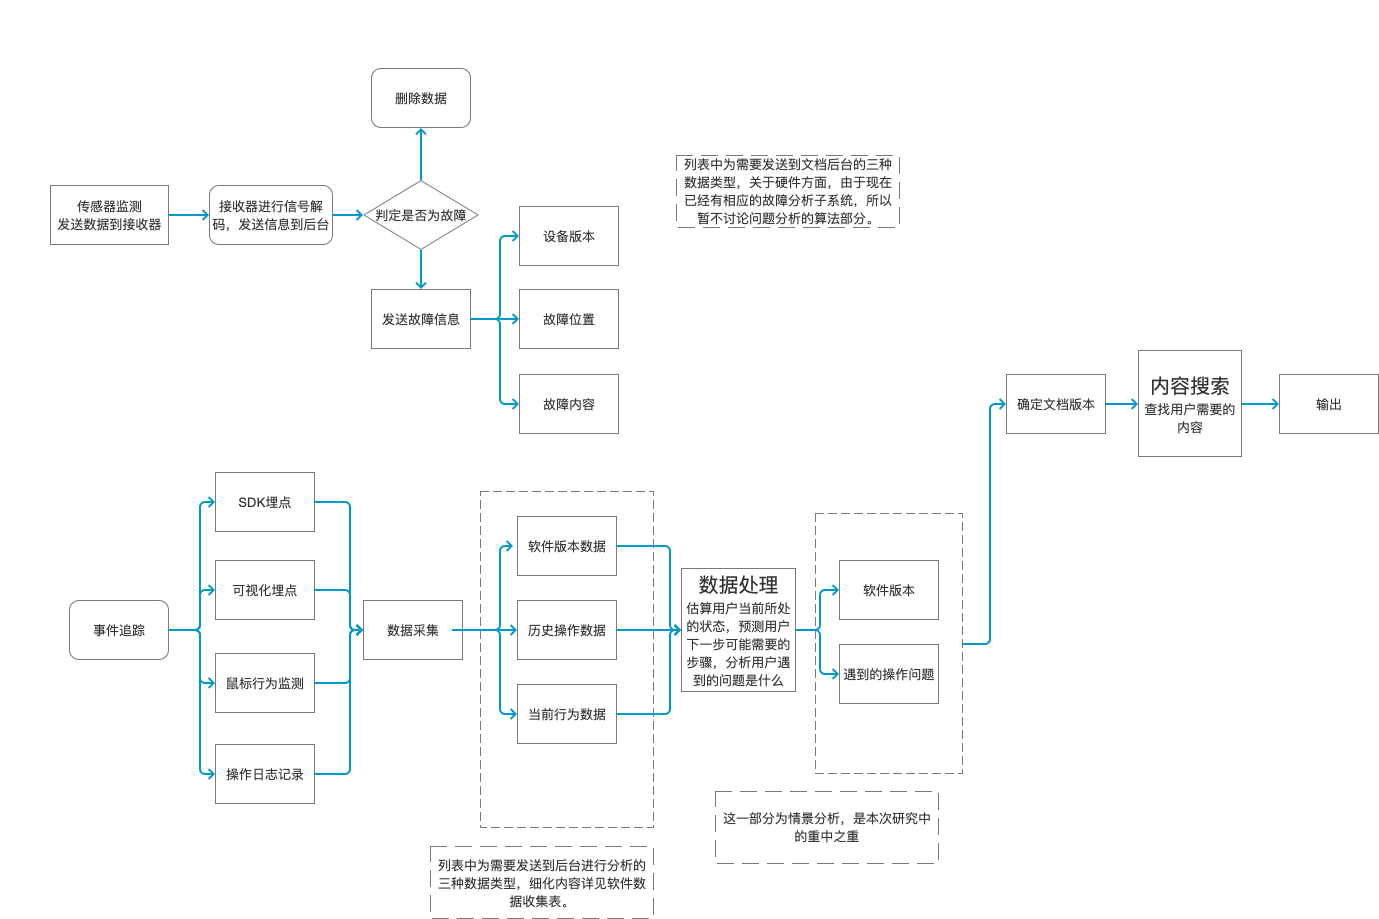 删除数据
传感器监测
发送数据到接收器
接收器进行信号解
码，发送信息到后台
判定是否为故障
列表中为需要发送到文档后台的三种
数据类型，关于硬件方面，由于现在
已经有相应的故障分析子系统，所以
暂不讨论问题分析的算法部分。
设备版本
发送故障信息
故障位置
故障内容
确定文档版本
内容搜索
查找用户需要的
内容
输出
SDK埋点
可视化埋点
事件追踪
鼠标行为监测
操作日志记录
数据采集
软件版本数据
历史操作数据
当前行为数据
数据处理
估算用户当前所处
的状态，预测用户
下一步可能需要的
步骤，分析用户遇
到的问题是什么
软件版本
遇到的操作问题
这一部分为情景分析，是本次研究中
的重中之重
列表中为需要发送到后台进行分析的
三种数据类型，细化内容详见软件数
据收集表。